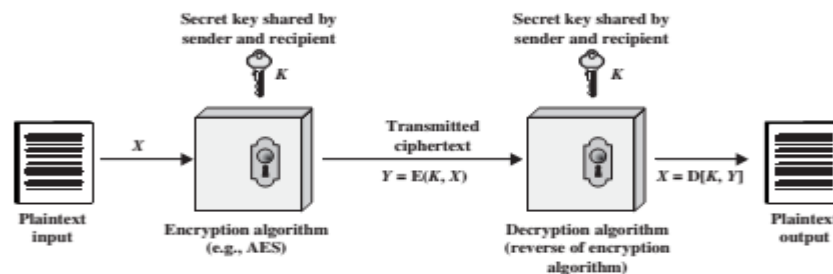 Secret key shared by
sender and recipient
K
Secret key shared by
sender and recipient
K
X
Transmitted
ciphertext
Y = E(K, X)
X = D[K, Y]
Plaintext
input
Encryption algorithm
(e.g., AES)
Decryption algorithm
(reverse of encryption
algorithm)
Plaintext
output